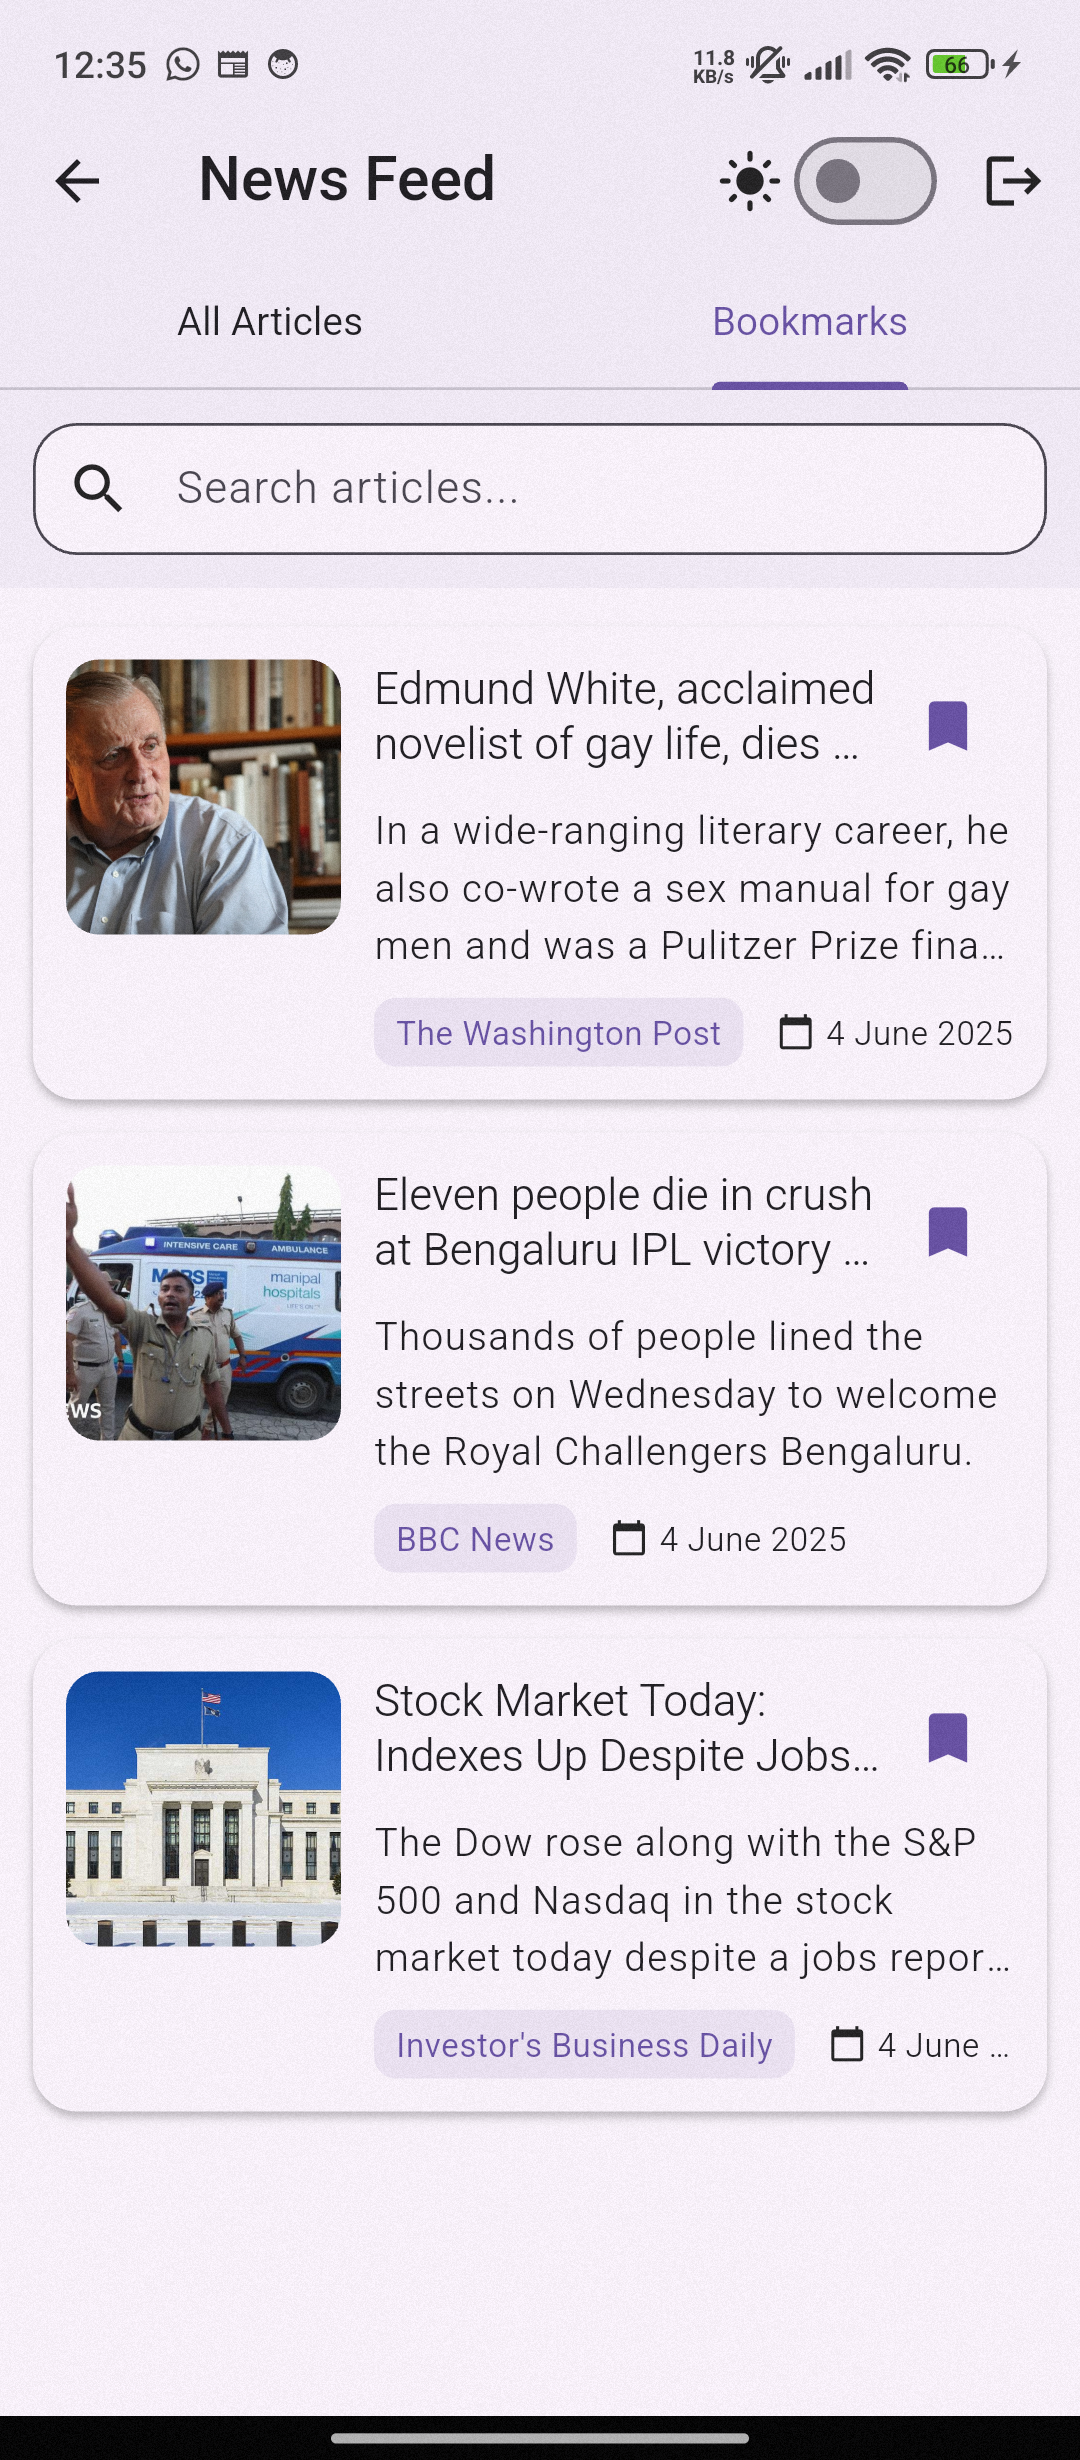 12:35
11.8
KB/s
66
News Feed
All Articles
Bookmarks
Search articles...
Edmund White, acclaimed
novelist of gay life, dies ...
In a wide-ranging literary career, he
also co-wrote a sex manual for gay
men and was a Pulitzer Prize fina...
The Washington Post
4 June 2025
INTENSIVE CARE
AMBULANCE
manipal
hospitals
EWS
Eleven people die in crush
at Bengaluru IPL victory ...
Thousands of people lined the
streets on Wednesday to welcome
the Royal Challengers Bengaluru.
BBC News
4 June 2025
Stock Market Today:
Indexes Up Despite Jobs...
The Dow rose along with the S&P
500 and Nasdaq in the stock
market today despite a jobs repor...
Investor's Business Daily
4 June ...